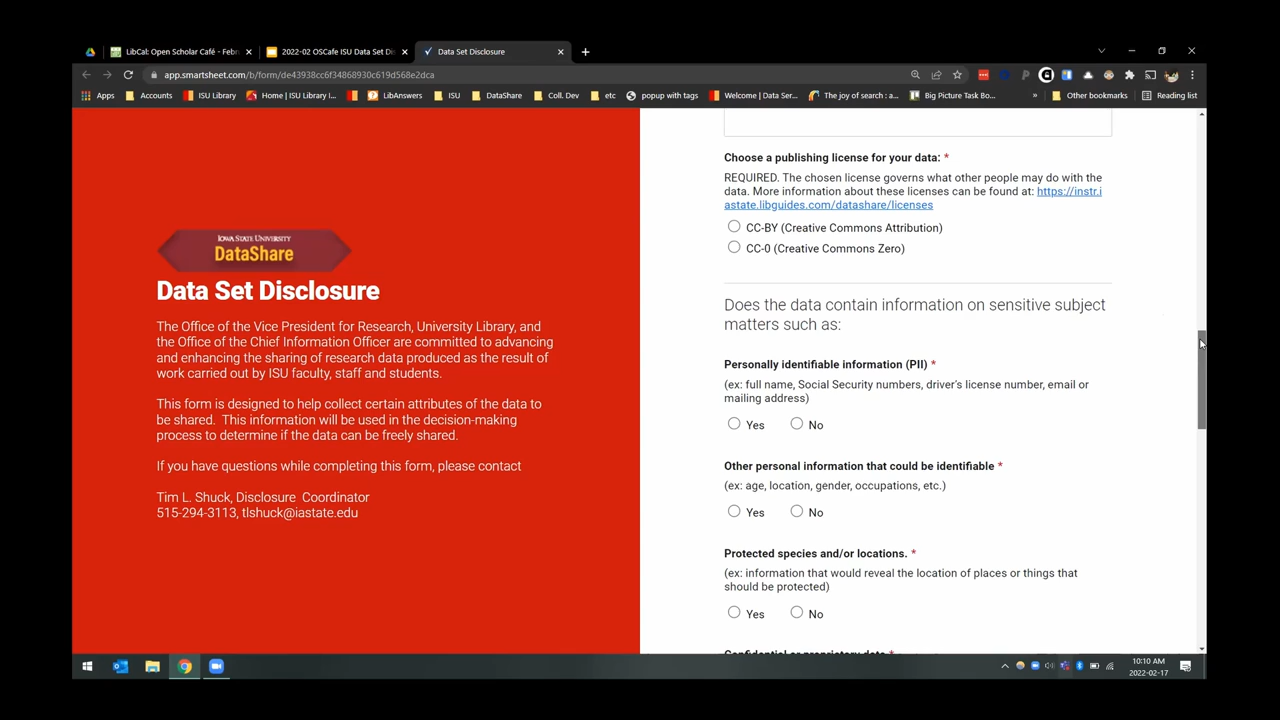 LibCal: Open Scholar Café - Febr
2022-02 OSCafe ISU Data Set Dis
Data Set Disclosure
app.smartsheet.com/b/form/de43938cc6f34868930c619d568e2dca
Apps
Accounts
ISU Library
Home | ISU Library I...
LibAnswers
ISU
DataShare
Coll. Dev.
etc
popup with tags
Welcome | Data Ser...
The joy of search : a...
Big Picture Task Bo...
»
Other bookmarks
Reading list
IOWA STATE UNIVERSITY
DataShare
Data Set Disclosure
The Office of the Vice President for Research, University Library, and
the Office of the Chief Information Officer are committed to advancing
and enhancing the sharing of research data produced as the result of
work carried out by ISU faculty, staff and students.
This form is designed to help collect certain attributes of the data to
be shared. This information will be used in the decision-making
process to determine if the data can be freely shared.
If you have questions while completing this form, please contact
Tim L. Shuck, Disclosure Coordinator
515-294-3113, tlshuck@iastate.edu
Choose a publishing license for your data: *
REQUIRED. The chosen license governs what other people may do with the
data. More information about these licenses can be found at: https://instr.i
astate.libguides.com/datashare/licenses
CC-BY (Creative Commons Attribution)
CC-0 (Creative Commons Zero)
Does the data contain information on sensitive subject
matters such as:
Personally identifiable information (PII) *
(ex: full name, Social Security numbers, driver's license number, email or
mailing address)
Yes No
Other personal information that could be identifiable *
(ex: age, location, gender, occupations, etc.)
Yes No
Protected species and/or locations. *
(ex: information that would reveal the location of places or things that
should be protected)
Yes No
Confidential or proprietary data *
10:10 AM
2022-02-17